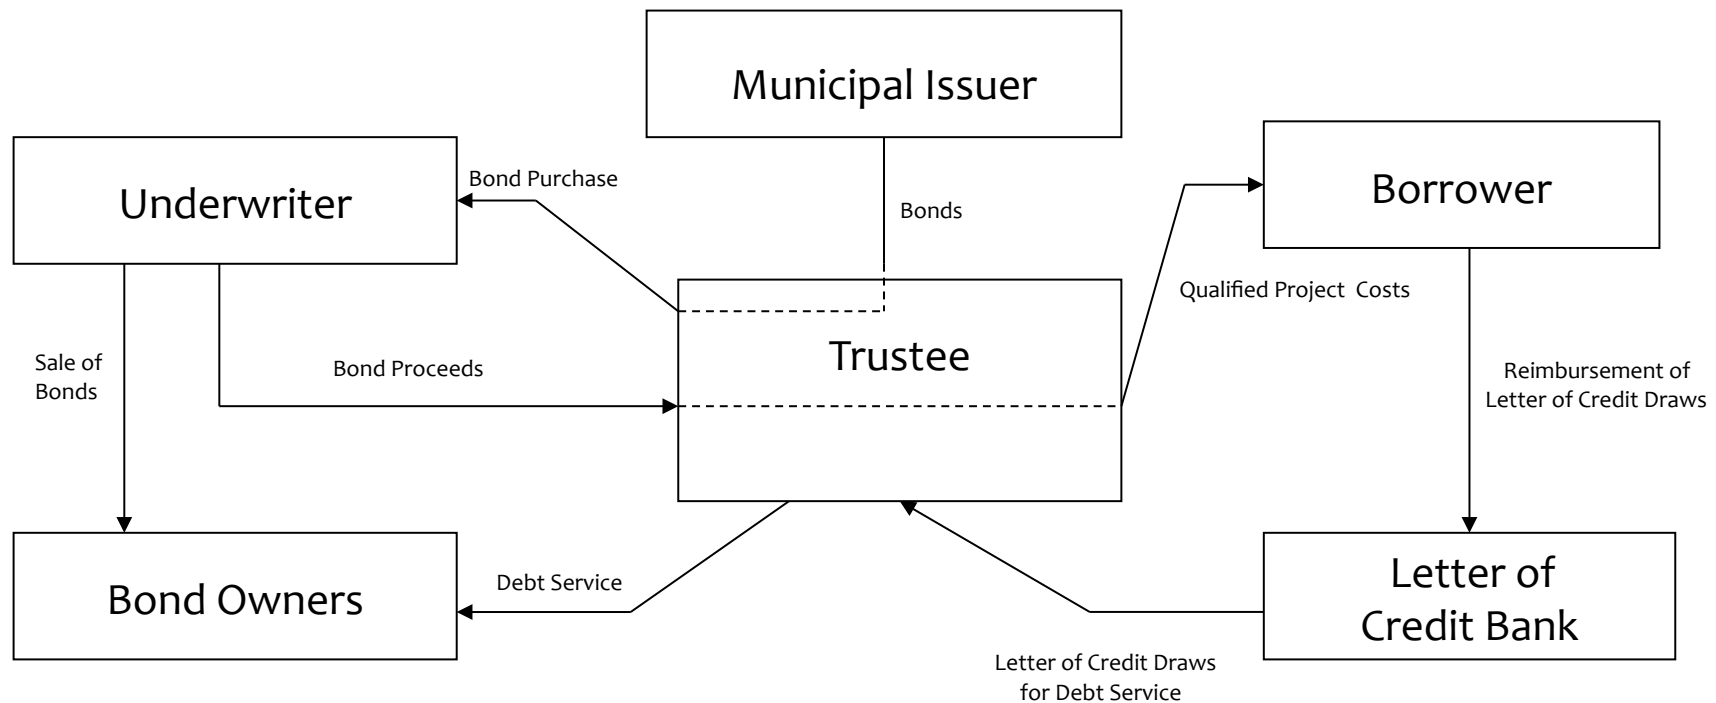 Municipal Issuer
Underwriter
Bond Purchase
Borrower
Bonds
Qualified Project  Costs
Sale of
Bonds
Bond Proceeds
Trustee
Reimbursement of
Letter of Credit Draws
Bond Owners
Debt Service
Letter of
Credit Bank
Letter of Credit Draws
for Debt Service